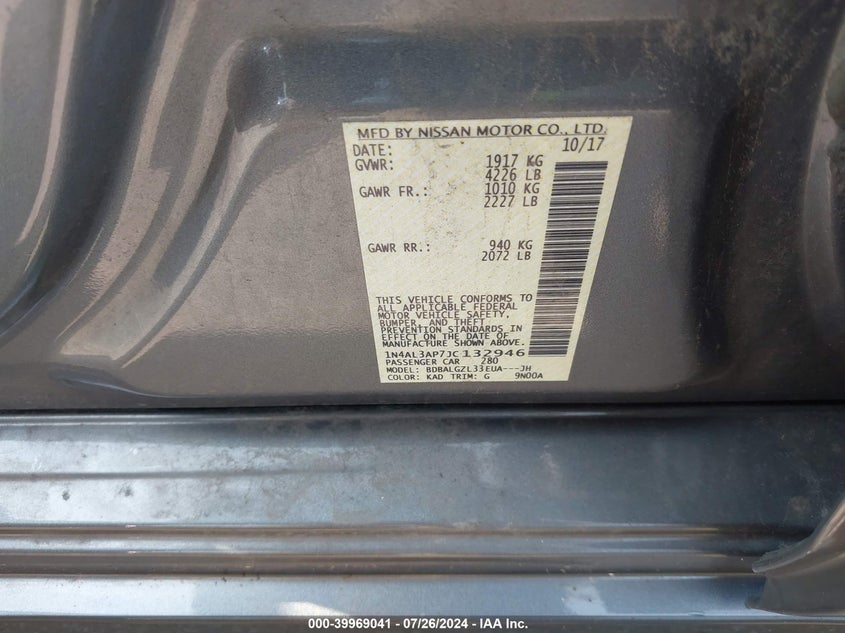 MFD BY NISSAN MOTOR CO., LTD.
DATE: 10/17
GVWR: 1917 KG
4226 LB
GAWR FR.: 1010 KG
2227 LB
GAWR RR.: 940 KG
2072 LB
THIS VEHICLE CONFORMS TO
ALL APPLICABLE FEDERAL
MOTOR VEHICLE SAFETY,
BUMPER, AND THEFT
PREVENTION STANDARDS IN
EFFECT ON THE DATE OF
MANUFACTURE SHOWN ABOVE.
1N4AL3AP7JC132946
PASSENGER CAR 280
MODEL: BDBALGZL33EUA---JH
COLOR: KAD TRIM: G 9N00A
000-39969041 / 07/26/2024 - IAA Inc.